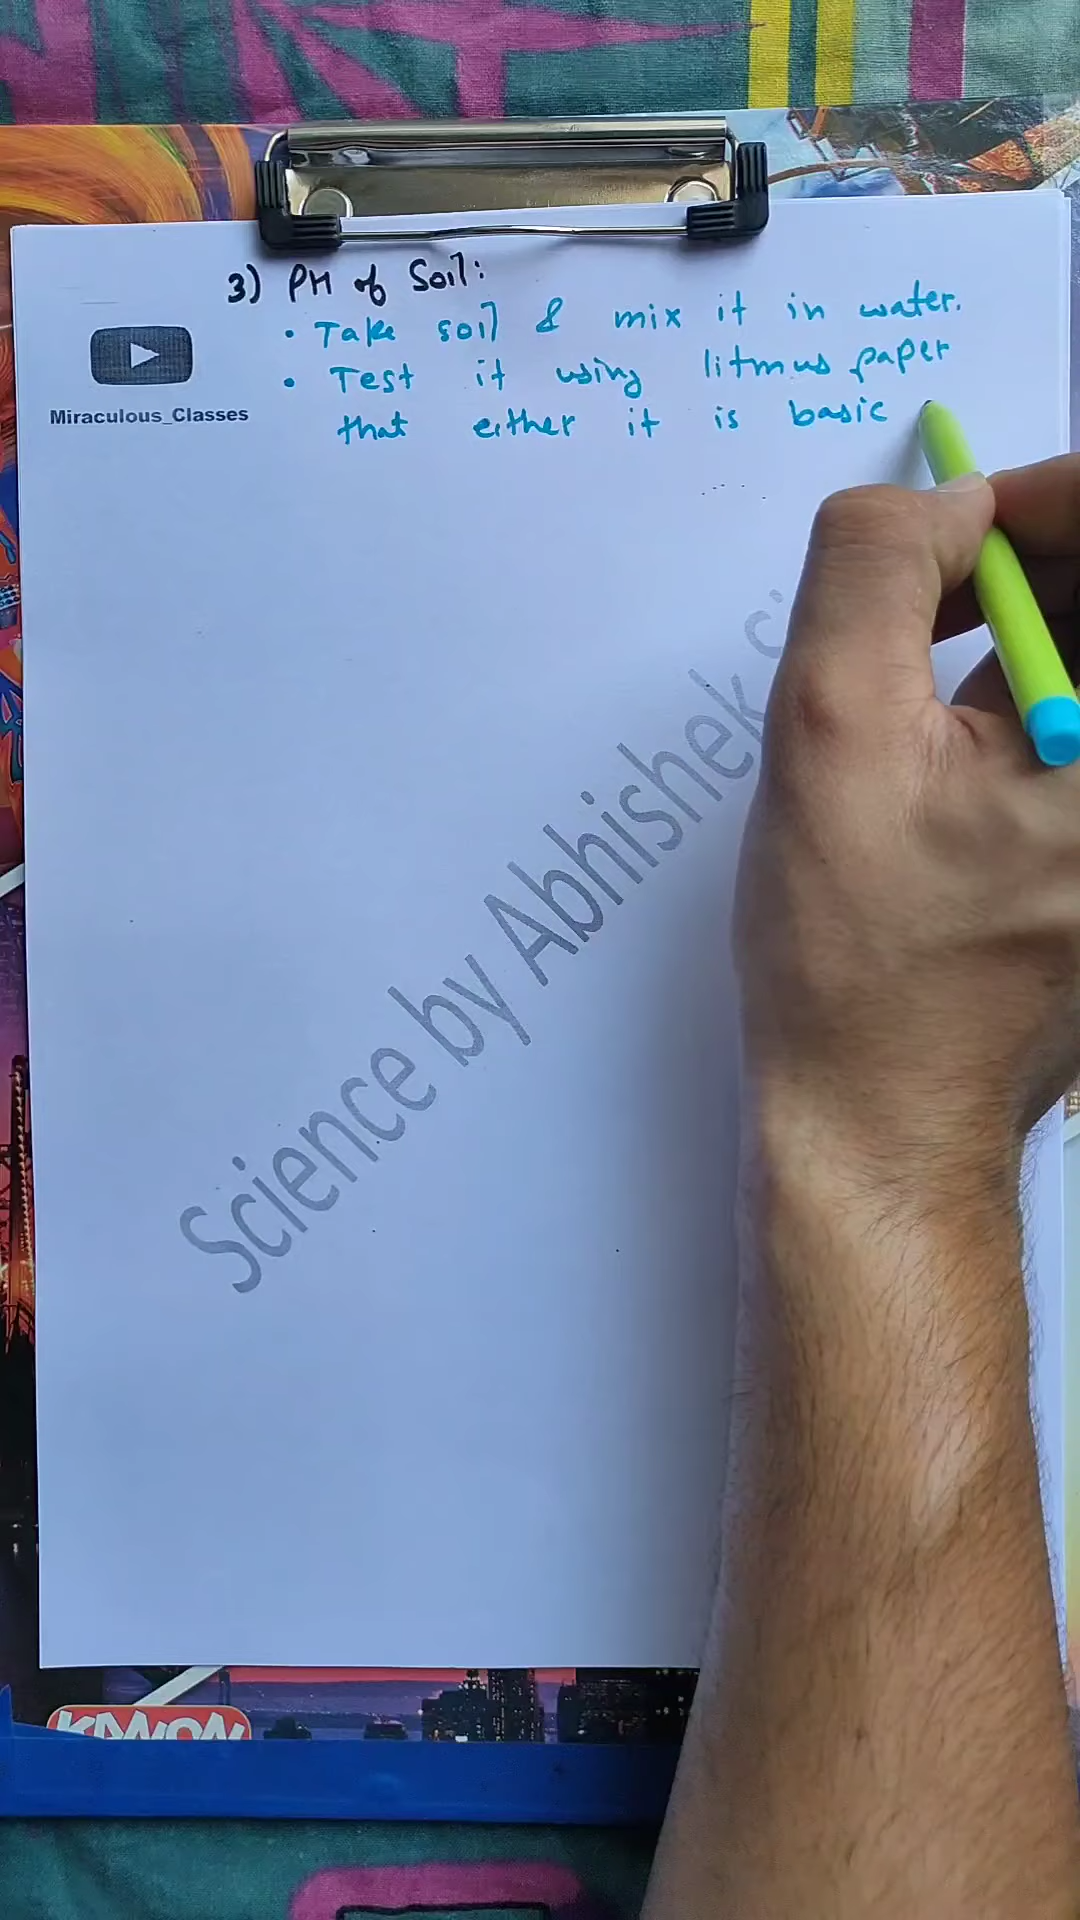 3) PH of Soil:
• Take soil & mix it in water.
• Test it using litmus paper
that either it is basic
Miraculous_Classes
Science by Abhishek